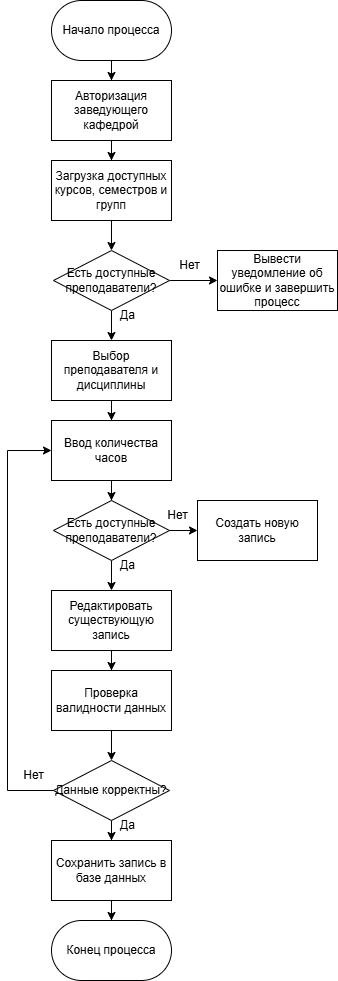 Начало процесса
Авторизация
заведующего
кафедрой
Загрузка доступных
курсов, семестров и
групп
Есть доступные
преподаватели?
Нет
Вывести
уведомление об
ошибке и завершить
процесс
Да
Выбор
преподавателя и
дисциплины
Ввод количества
часов
Есть доступные
преподаватели?
Нет
Создать новую
запись
Да
Редактировать
существующую
запись
Проверка
валидности данных
Нет
Данные корректны?
Да
Сохранить запись в
базе данных
Конец процесса